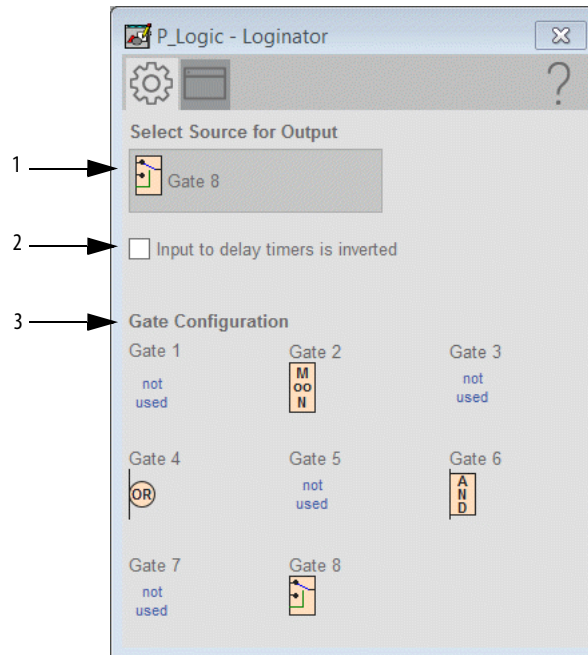 P_Logic - Loginator
?
Select Source for Output
1
Gate 8
2
Input to delay timers is inverted
3
Gate Configuration
Gate 1
not
used
Gate 2
M
oo
N
Gate 3
not
used
Gate 4
OR
Gate 5
not
used
Gate 6
A
N
D
Gate 7
not
used
Gate 8